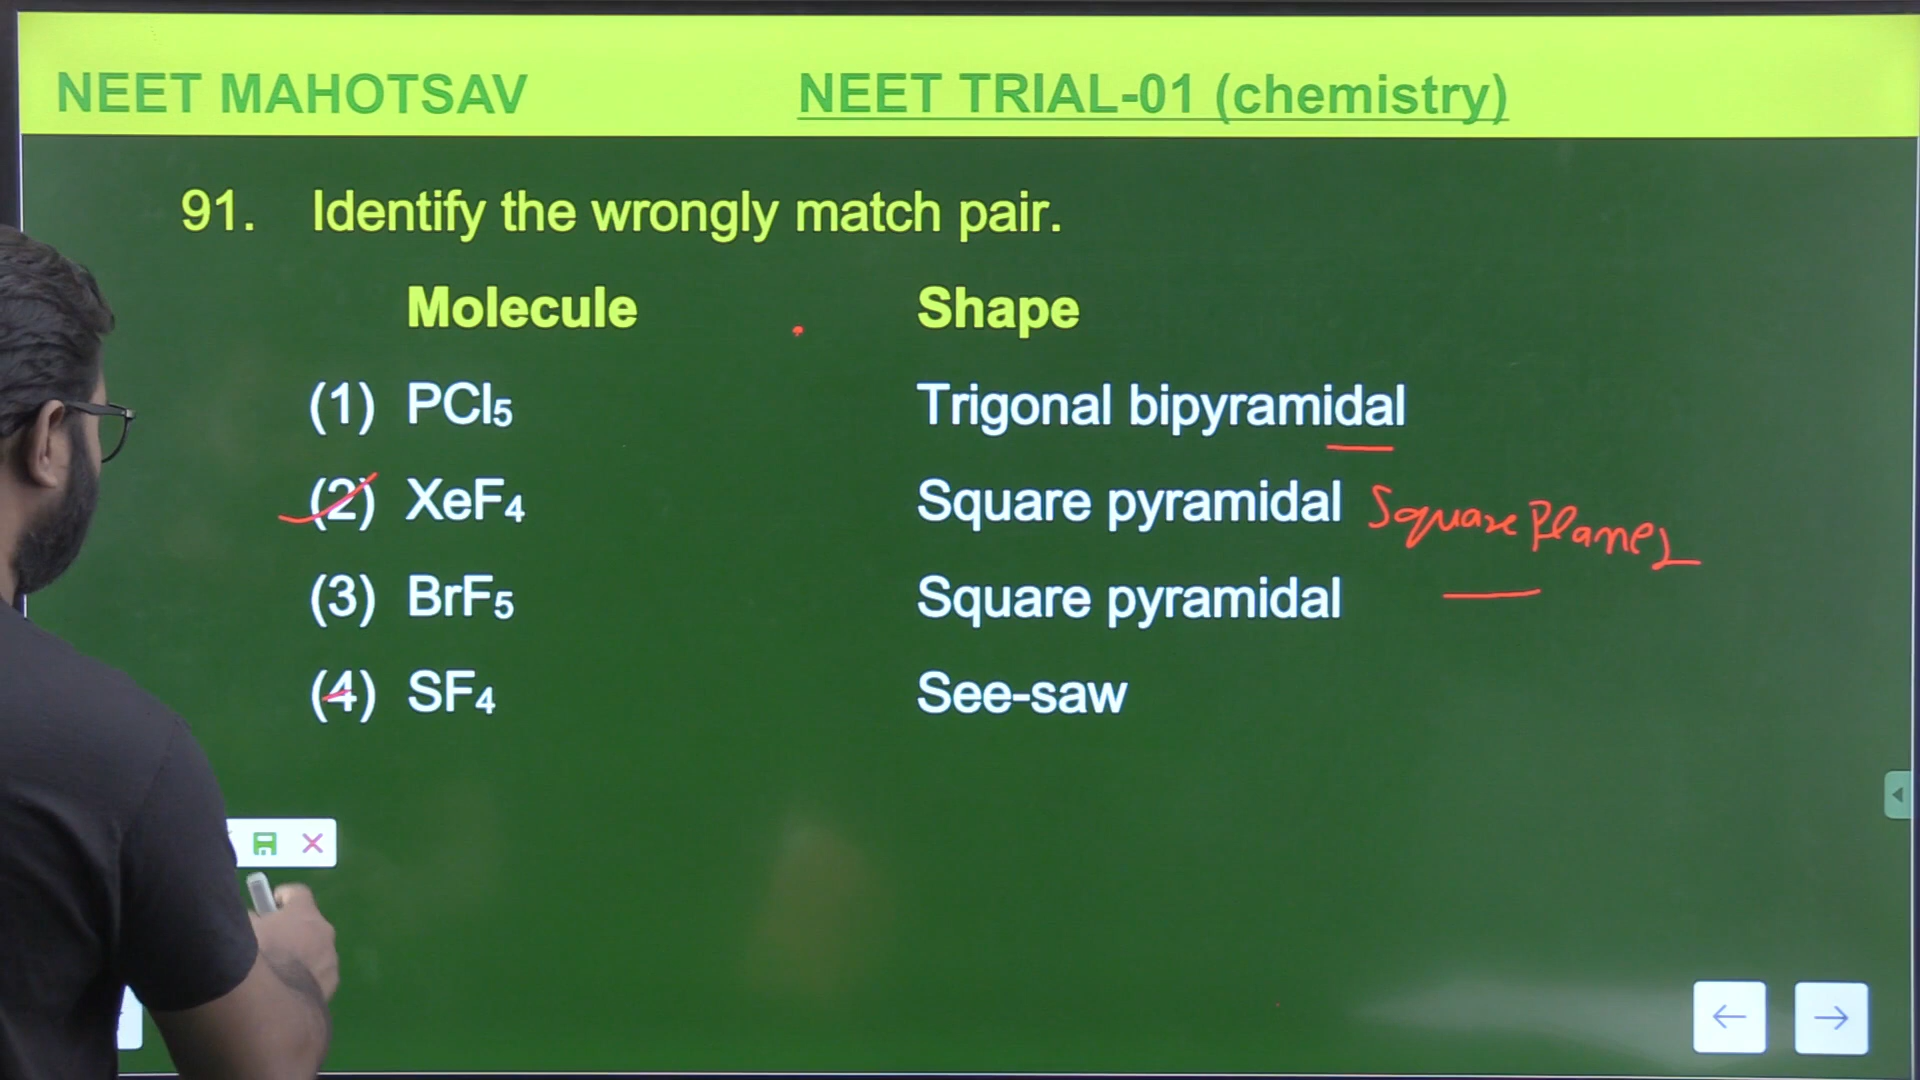 NEET MAHOTSAV NEET TRIAL-01 (chemistry)
91. Identify the wrongly match pair.
Molecule Shape
(1) PCl5 Trigonal bipyramidal
(2) XeF4 Square pyramidal Square Planer
(3) BrF5 Square pyramidal
(4) SF4 See-saw